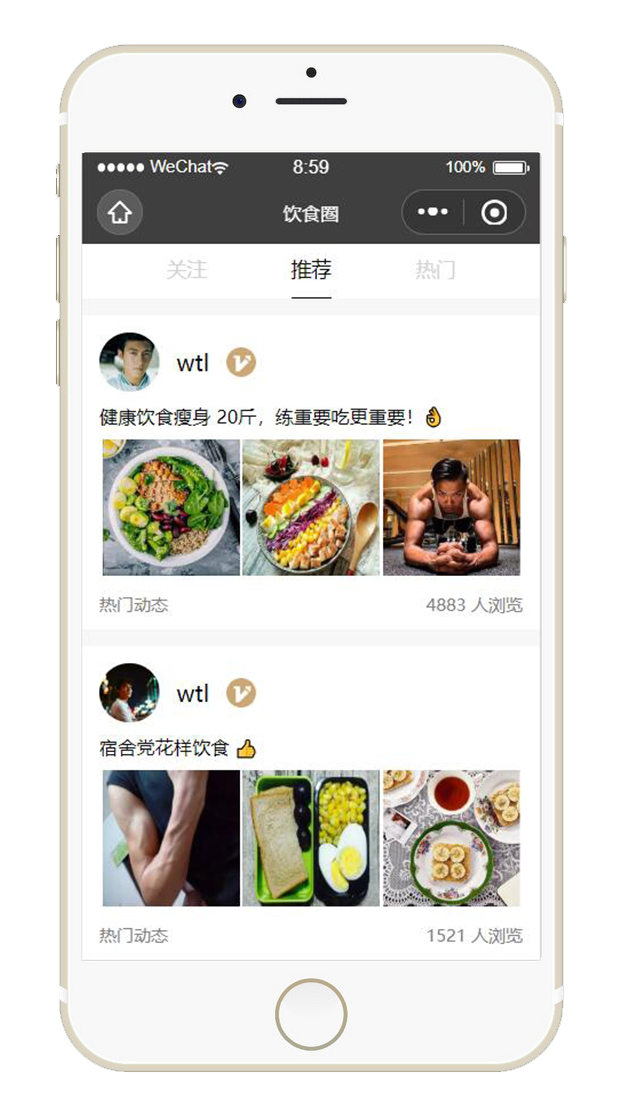 WeChat 8:59 100%
饮食圈
关注 推荐 热门
wtl
健康饮食瘦身 20斤，练重要吃更重要！👌
热门动态 4883 人浏览
wtl
宿舍党花样饮食 👍
热门动态 1521 人浏览